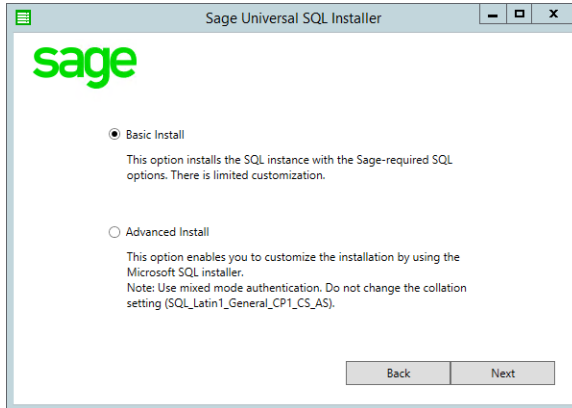 Sage Universal SQL Installer
sage
Basic Install
This option installs the SQL instance with the Sage-required SQL
options. There is limited customization.
Advanced Install
This option enables you to customize the installation by using the
Microsoft SQL installer.
Note: Use mixed mode authentication. Do not change the collation
setting (SQL_Latin1_General_CP1_CS_AS).
Back Next